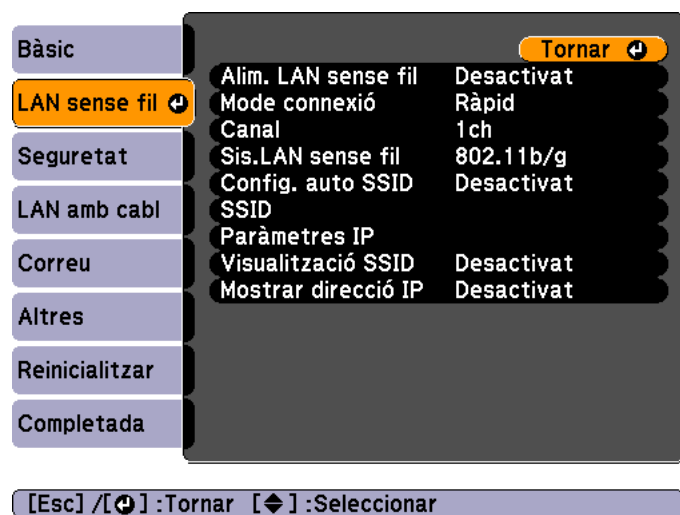 Bàsic
LAN sense fil
Seguretat
LAN amb cabl
Correu
Altres
Reinicialitzar
Completada
Tornar
Alim. LAN sense fil Desactivat
Mode connexió Ràpid
Canal 1ch
Sis.LAN sense fil 802.11b/g
Config. auto SSID Desactivat
SSID
Paràmetres IP
Visualització SSID Desactivat
Mostrar direcció IP Desactivat
[Esc] /[⏎] :Tornar [◆] :Seleccionar